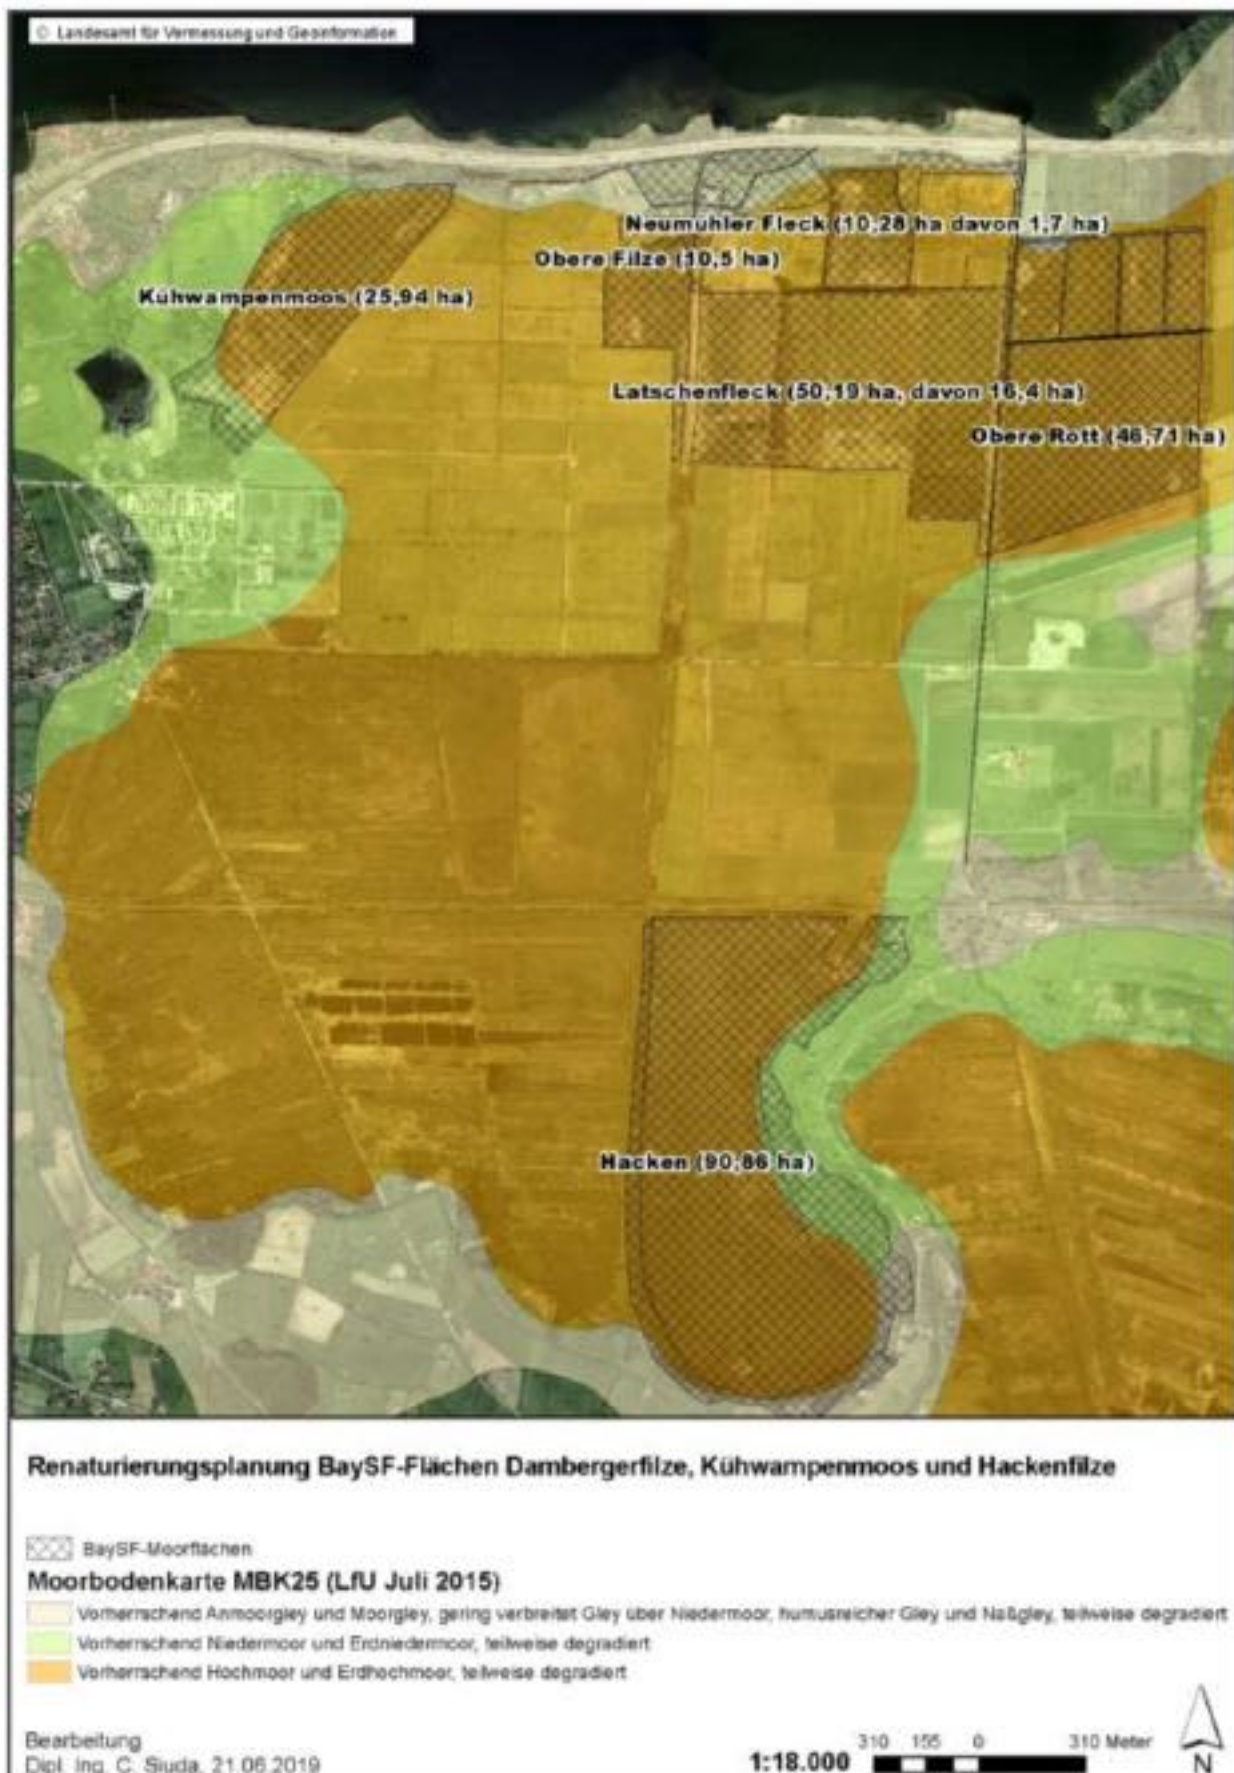 © Landesamt für Vermessung und Geoinformation
Neumühler Fleck (10,28 ha davon 1,7 ha)
Obere Filze (10,5 ha)
Kühwampenmoos (25,94 ha)
Latschenfleck (50,19 ha, davon 16,4 ha)
Obere Rott (46,71 ha)
Hacken (90,86 ha)
Renaturierungsplanung BaySF-Flächen Dambergerfilze, Kühwampenmoos und Hackenfilze
BaySF-Moorflächen
Moorbodenkarte MBK25 (LfU Juli 2015)
Vorherrschend Anmoorgley und Moorgley, gering verbreitet Gley über Niedermoor, humusreicher Gley und Naßgley, teilweise degradiert
Vorherrschend Niedermoor und Erdniedermoor, teilweise degradiert
Vorherrschend Hochmoor und Erdhochmoor, teilweise degradiert
Bearbeitung
Dipl. Ing. C. Siuda, 21.06.2019
1:18.000
310 155 0 310 Meter
N